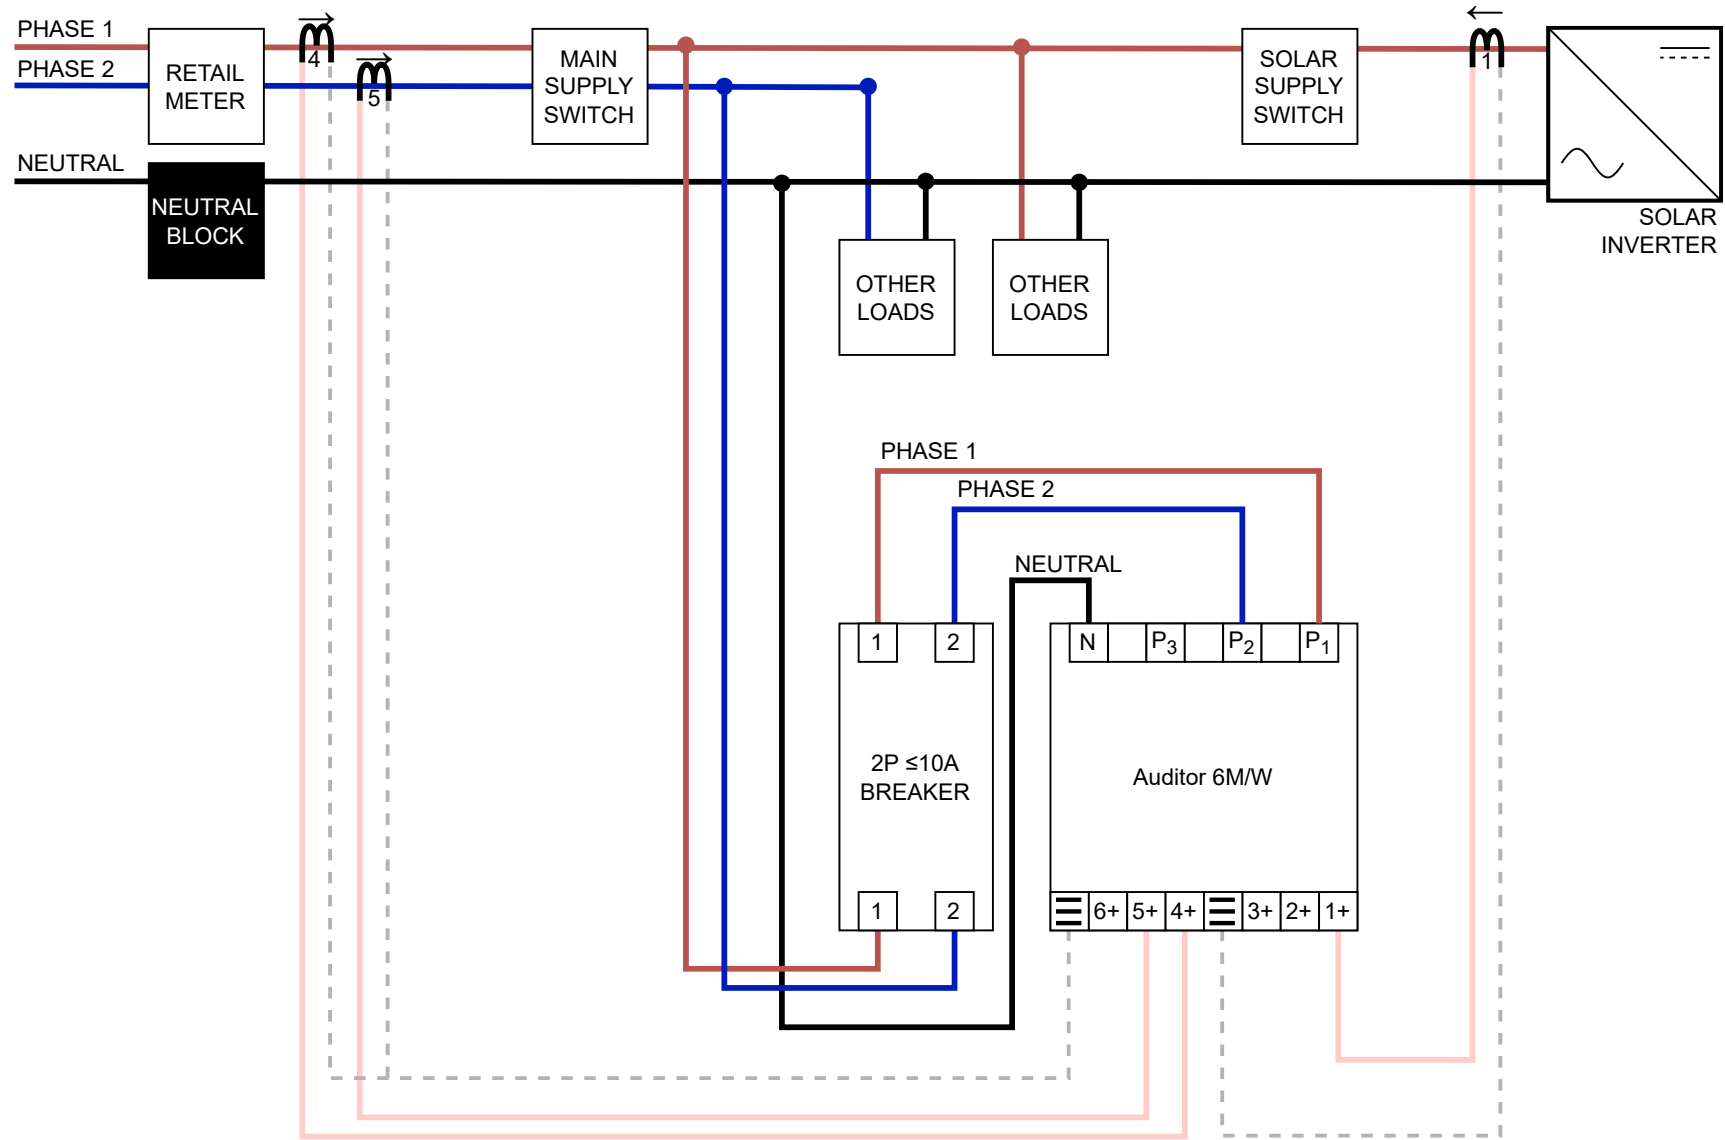 PHASE 1
PHASE 2
NEUTRAL
RETAIL
METER
NEUTRAL
BLOCK
4
5
MAIN
SUPPLY
SWITCH
OTHER
LOADS
OTHER
LOADS
SOLAR
SUPPLY
SWITCH
1
SOLAR
INVERTER
PHASE 1
PHASE 2
NEUTRAL
1 2
2P ≤10A
BREAKER
1 2
N P3 P2 P1
Auditor 6M/W
6+ 5+ 4+ 3+ 2+ 1+